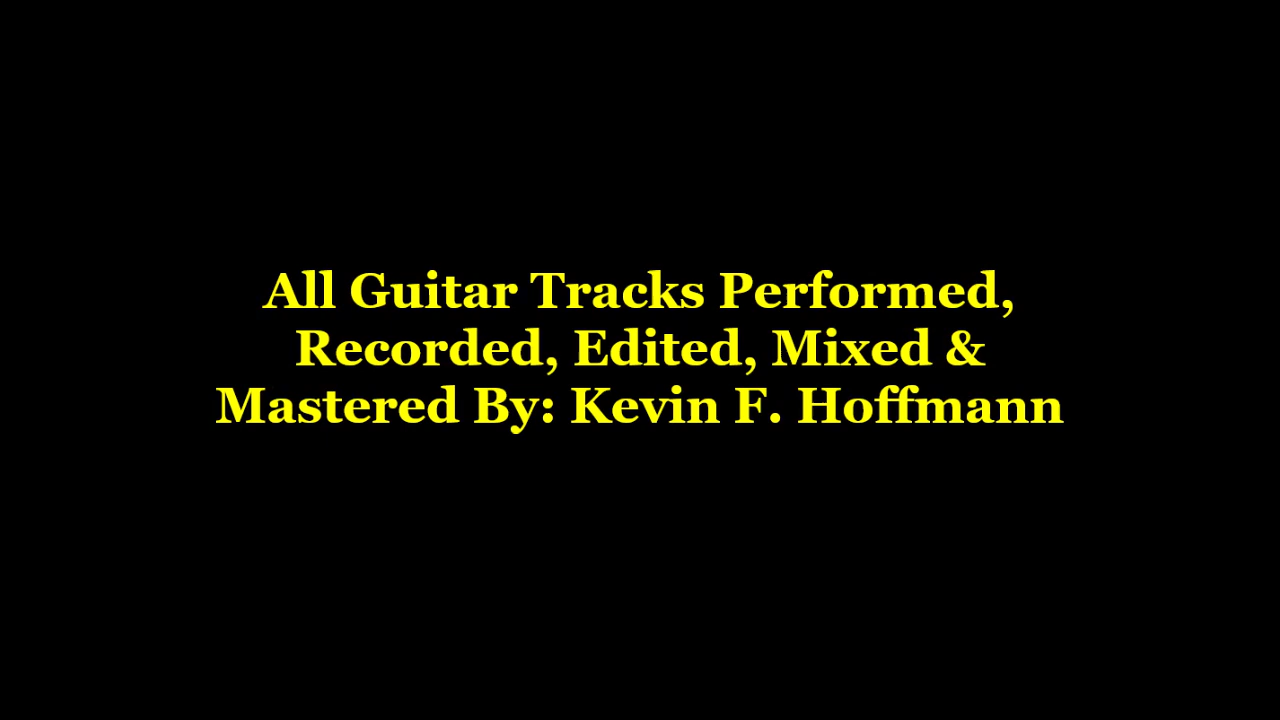 All Guitar Tracks Performed,
Recorded, Edited, Mixed &
Mastered By: Kevin F. Hoffmann